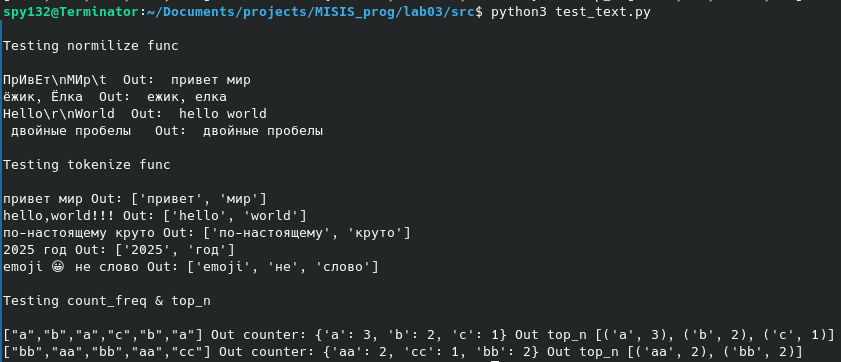 spy132@Terminator:~/Documents/projects/MISIS_prog/lab03/src$ python3 test_text.py
Testing normilize func
ПрИвЕт\nМИр\t  Out:  привет мир
ёжик, Ёлка  Out:  ежик, елка
Hello\r\nWorld  Out:  hello world
 двойные пробелы   Out:  двойные пробелы
Testing tokenize func
привет мир Out: ['привет', 'мир']
hello,world!!! Out: ['hello', 'world']
по-настоящему круто Out: ['по-настоящему', 'круто']
2025 год Out: ['2025', 'год']
emoji 😀 не слово Out: ['emoji', 'не', 'слово']
Testing count_freq & top_n
["a","b","a","c","b","a"] Out counter: {'a': 3, 'b': 2, 'c': 1} Out top_n [('a', 3), ('b', 2), ('c', 1)]
["bb","aa","bb","aa","cc"] Out counter: {'aa': 2, 'cc': 1, 'bb': 2} Out top_n [('aa', 2), ('bb', 2)]